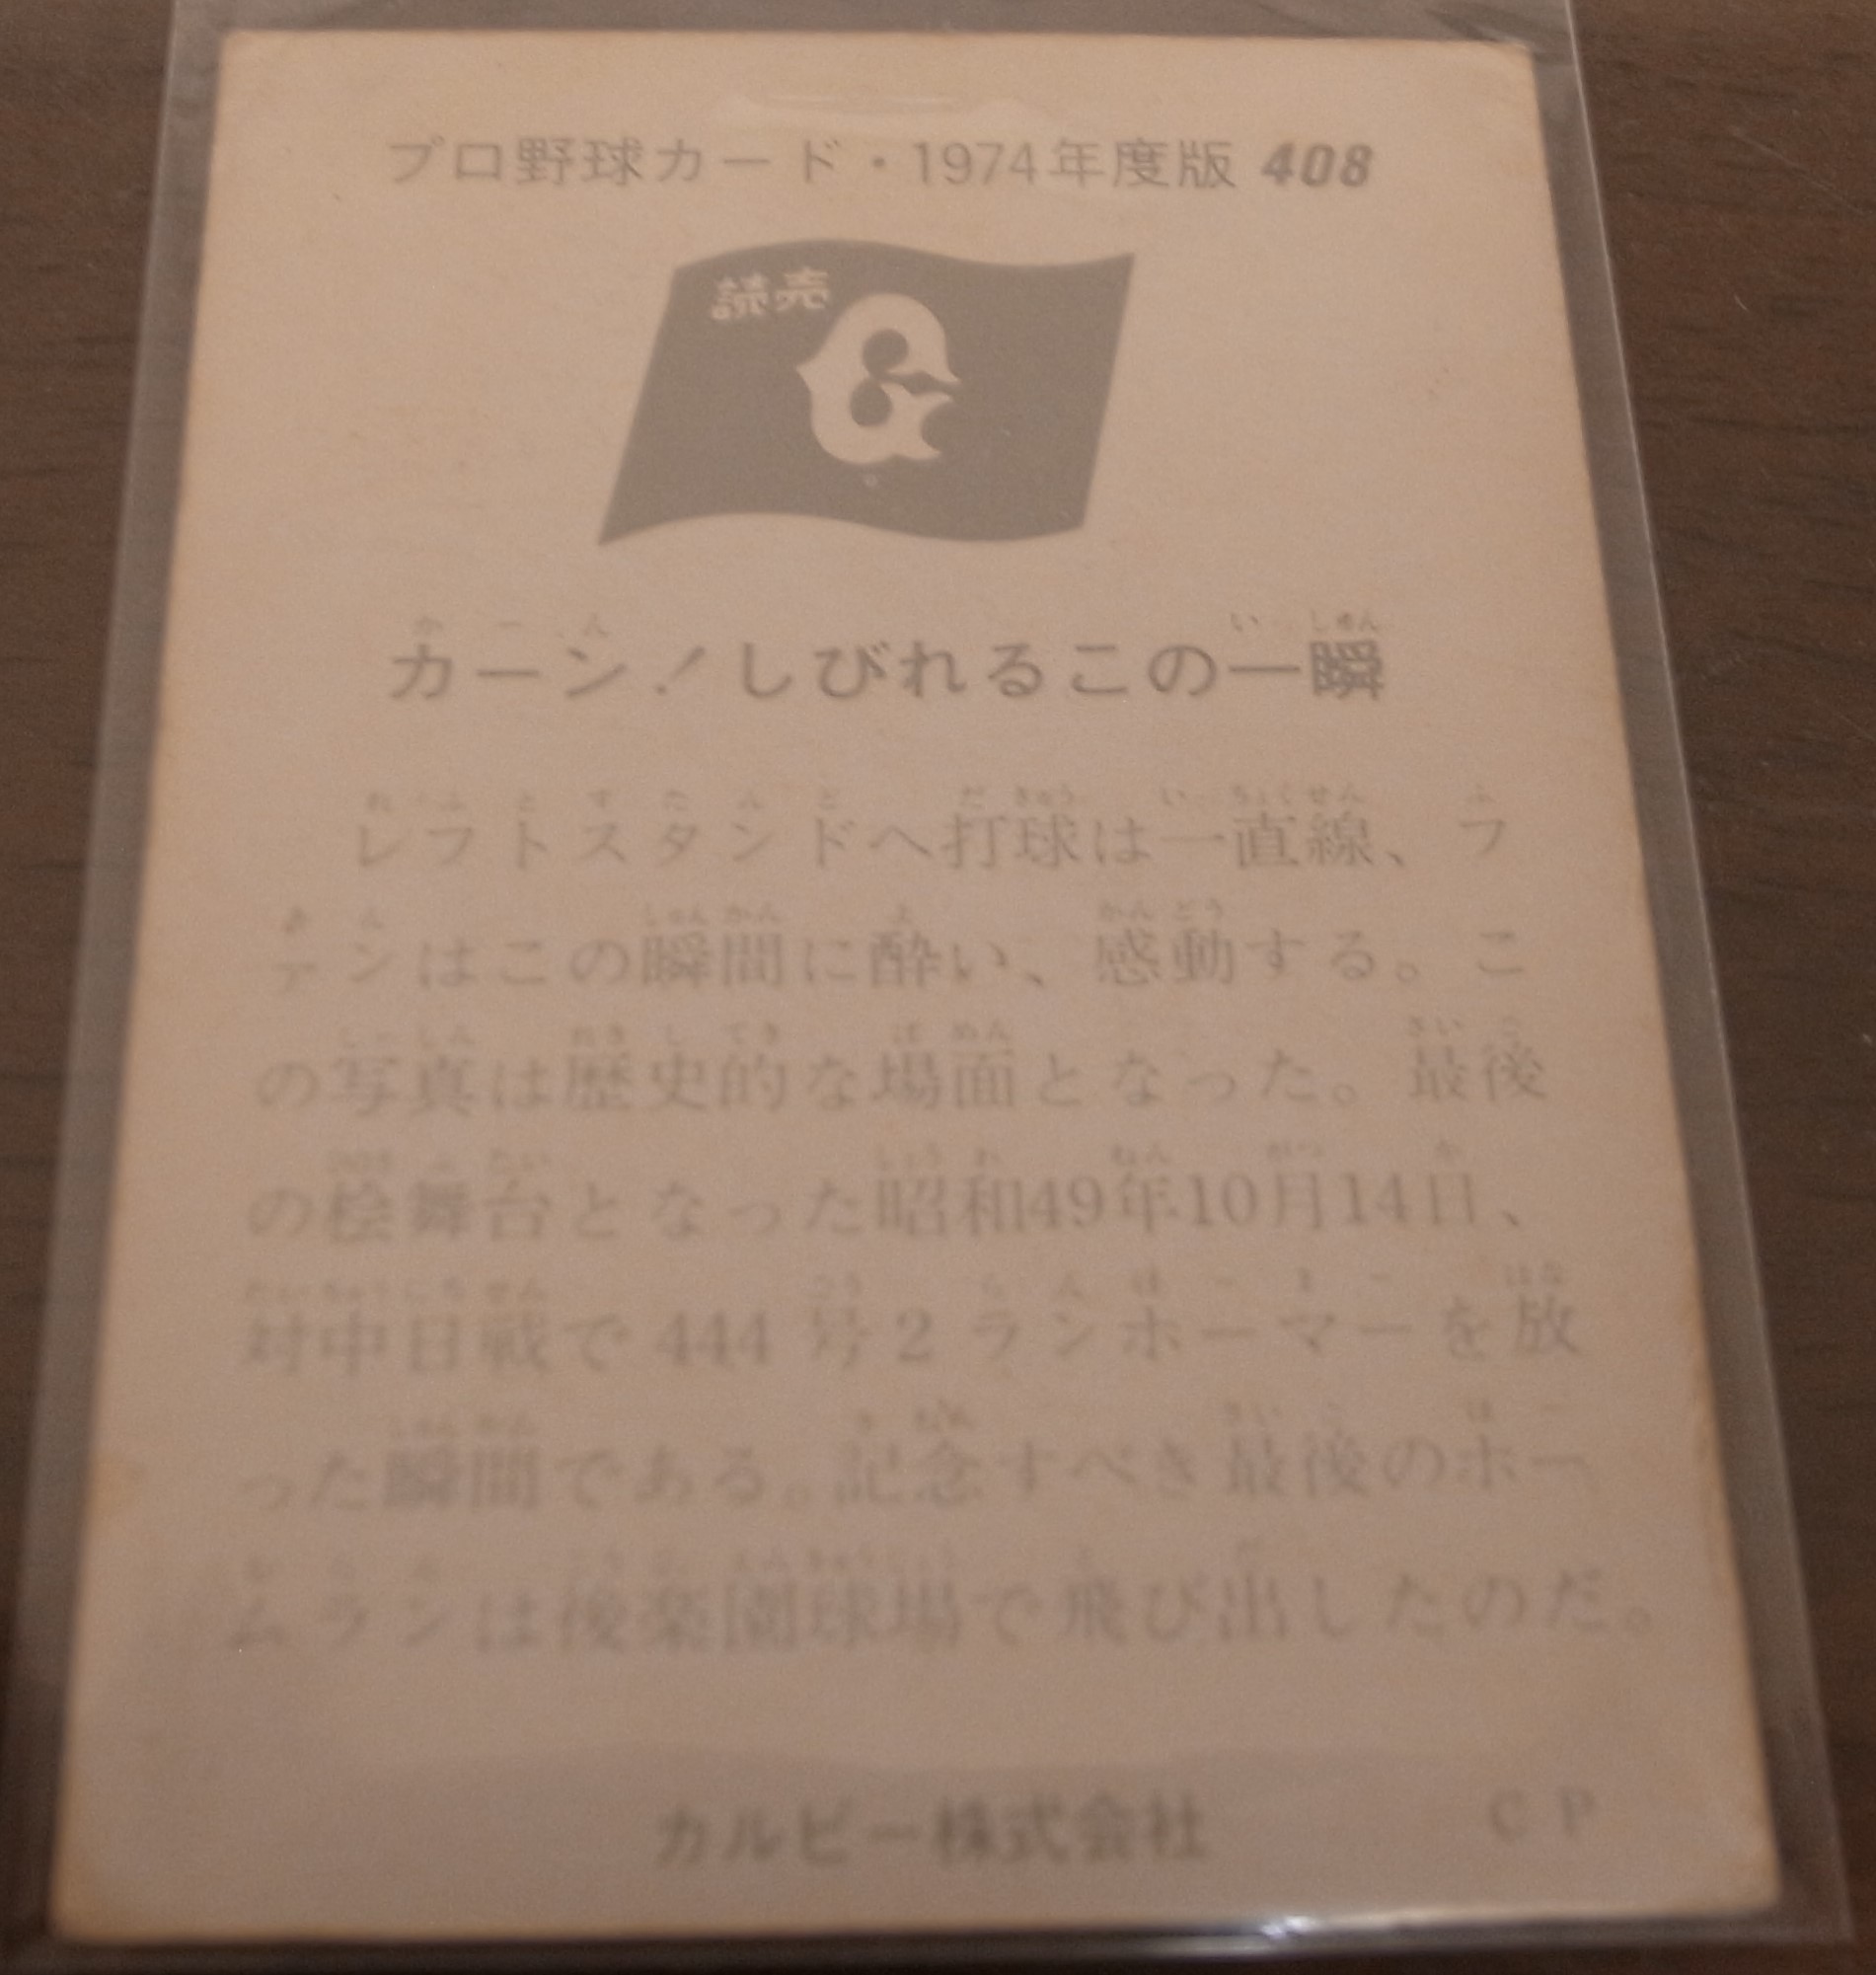 プロ野球カード・1974年度版 408
読売
G
カーン！しびれるこの一瞬
レフトスタンドへ打球は一直線、フ
ァンはこの瞬間に酔い、感動する。こ
の写真は歴史的な場面となった。最後
の桧舞台となった昭和49年10月14日、
対中日戦で444号2ランホーマーを放
った瞬間である。記念すべき最後のホー
ムランは後楽園球場で飛び出したのだ。
カルビー株式会社
CP